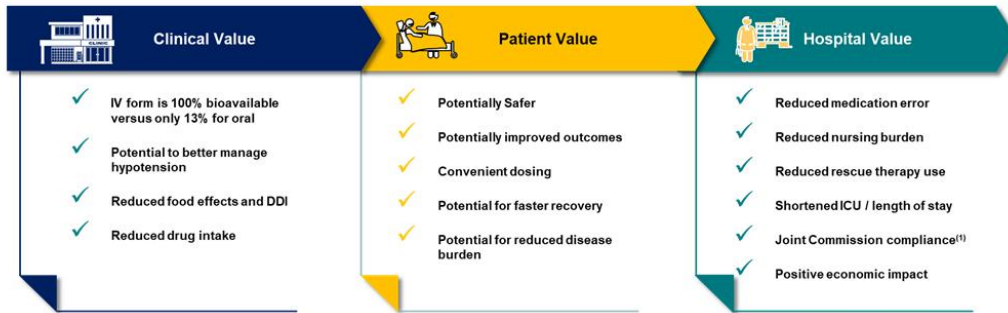 CLINIC
Clinical Value
IV form is 100% bioavailable
versus only 13% for oral
Potential to better manage
hypotension
Reduced food effects and DDI
Reduced drug intake
Patient Value
Potentially Safer
Potentially improved outcomes
Convenient dosing
Potential for faster recovery
Potential for reduced disease
burden
Hospital Value
Reduced medication error
Reduced nursing burden
Reduced rescue therapy use
Shortened ICU / length of stay
Joint Commission compliance(1)
Positive economic impact